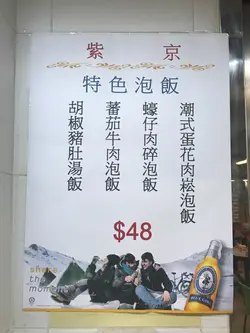 紫京
特色泡飯
潮式蛋花肉崧泡飯
蠔仔肉碎泡飯
蕃茄牛肉泡飯
胡椒豬肚湯飯
$48
share
the
moment